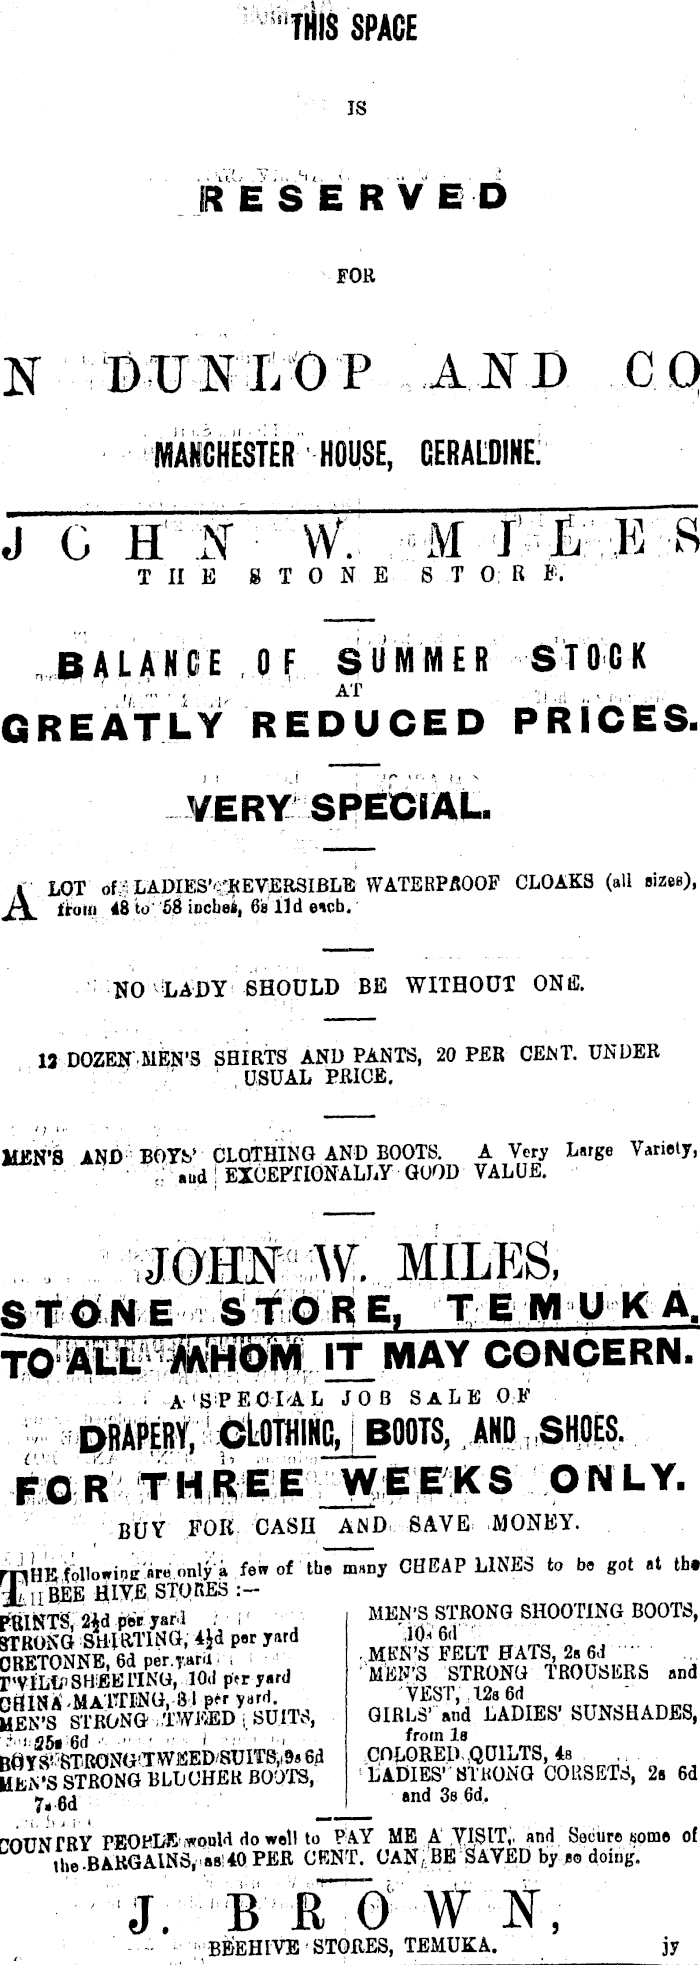 THIS SPACE
IS
RESERVED
FOR
N DUNLOP AND CO
MANCHESTER HOUSE, GERALDINE.
JOHN W. MILES
THE STONE STORE.
BALANCE OF SUMMER STOCK
AT
GREATLY REDUCED PRICES.
VERY SPECIAL.
A LOT of LADIES' REVERSIBLE WATERPROOF CLOAKS (all sizes),
from 48 to 58 inches, 6s 11d each.
NO LADY SHOULD BE WITHOUT ONE.
12 DOZEN MEN'S SHIRTS AND PANTS, 20 PER CENT. UNDER
USUAL PRICE.
MEN'S AND BOYS' CLOTHING AND BOOTS. A Very Large Variety,
and EXCEPTIONALLY GOOD VALUE.
JOHN W. MILES,
STONE STORE, TEMUKA.
TO ALL WHOM IT MAY CONCERN.
A SPECIAL JOB SALE OF
DRAPERY, CLOTHING, BOOTS, AND SHOES.
FOR THREE WEEKS ONLY.
BUY FOR CASH AND SAVE MONEY.
THE following are only a few of the many CHEAP LINES to be got at the
BEE HIVE STORES :—
PRINTS, 2½d per yard
STRONG SHIRTING, 4½d per yard
CRETONNE, 6d per yard
TWILL SHEETING, 10d per yard
CHINA MATTING, 8d per yard.
MEN'S STRONG TWEED SUITS,
25s 6d
BOYS' STRONG TWEED SUITS, 9s 6d
MEN'S STRONG BLUCHER BOOTS,
7s 6d
MEN'S STRONG SHOOTING BOOTS,
10s 6d
MEN'S FELT HATS, 2s 6d
MEN'S STRONG TROUSERS and
VEST, 12s 6d
GIRLS' and LADIES' SUNSHADES,
from 1s
COLORED QUILTS, 4s
LADIES' STRONG CORSETS, 2s 6d
and 3s 6d.
COUNTRY PEOPLE would do well to PAY ME A VISIT, and Secure some of
the BARGAINS, as 40 PER CENT. CAN BE SAVED by so doing.
J. BROWN,
BEEHIVE STORES, TEMUKA. jy